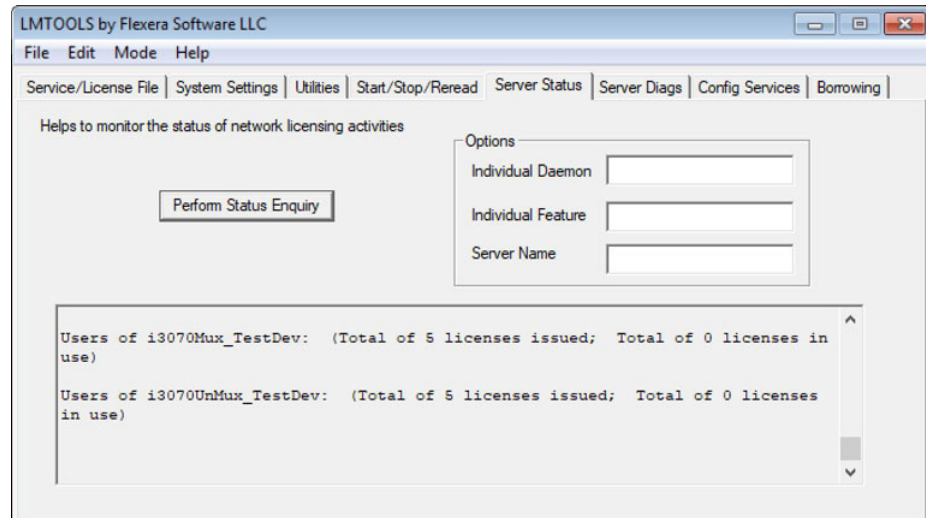 LMTOOLS by Flexera Software LLC
File Edit Mode Help
Service/License File System Settings Utilities Start/Stop/Reread Server Status Server Diags Config Services Borrowing
Helps to monitor the status of network licensing activities
Options
Individual Daemon
Perform Status Enquiry
Individual Feature
Server Name
Users of i3070Mux_TestDev: (Total of 5 licenses issued; Total of 0 licenses in
use)
Users of i3070UnMux_TestDev: (Total of 5 licenses issued; Total of 0 licenses
in use)